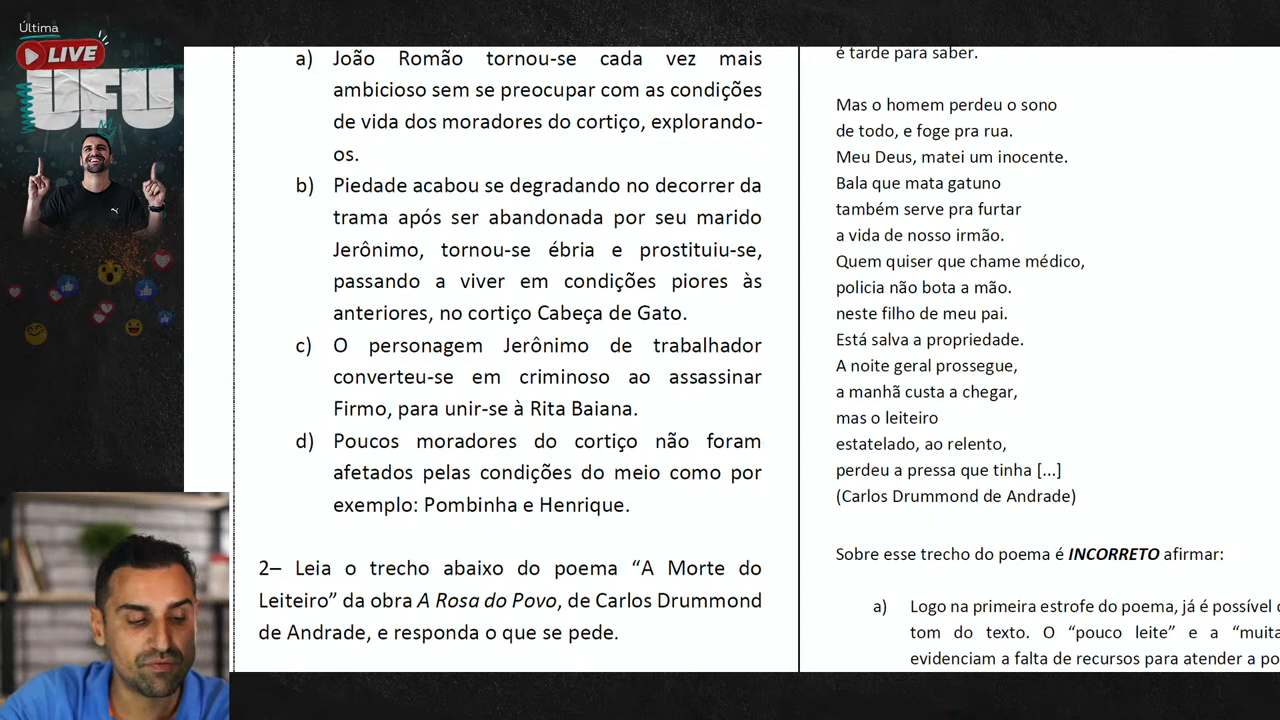 Última
LIVE
UFU
a) João Romão tornou-se cada vez mais
ambicioso sem se preocupar com as condições
de vida dos moradores do cortiço, explorando-
os.
b) Piedade acabou se degradando no decorrer da
trama após ser abandonada por seu marido
Jerônimo, tornou-se ébria e prostituiu-se,
passando a viver em condições piores às
anteriores, no cortiço Cabeça de Gato.
c) O personagem Jerônimo de trabalhador
converteu-se em criminoso ao assassinar
Firmo, para unir-se à Rita Baiana.
d) Poucos moradores do cortiço não foram
afetados pelas condições do meio como por
exemplo: Pombinha e Henrique.
2– Leia o trecho abaixo do poema “A Morte do
Leiteiro” da obra A Rosa do Povo, de Carlos Drummond
de Andrade, e responda o que se pede.
é tarde para saber.
Mas o homem perdeu o sono
de todo, e foge pra rua.
Meu Deus, matei um inocente.
Bala que mata gatuno
também serve pra furtar
a vida de nosso irmão.
Quem quiser que chame médico,
policia não bota a mão.
neste filho de meu pai.
Está salva a propriedade.
A noite geral prossegue,
a manhã custa a chegar,
mas o leiteiro
estatelado, ao relento,
perdeu a pressa que tinha [...]
(Carlos Drummond de Andrade)
Sobre esse trecho do poema é INCORRETO afirmar:
a) Logo na primeira estrofe do poema, já é possível
tom do texto. O “pouco leite” e a “muita
evidenciam a falta de recursos para atender a